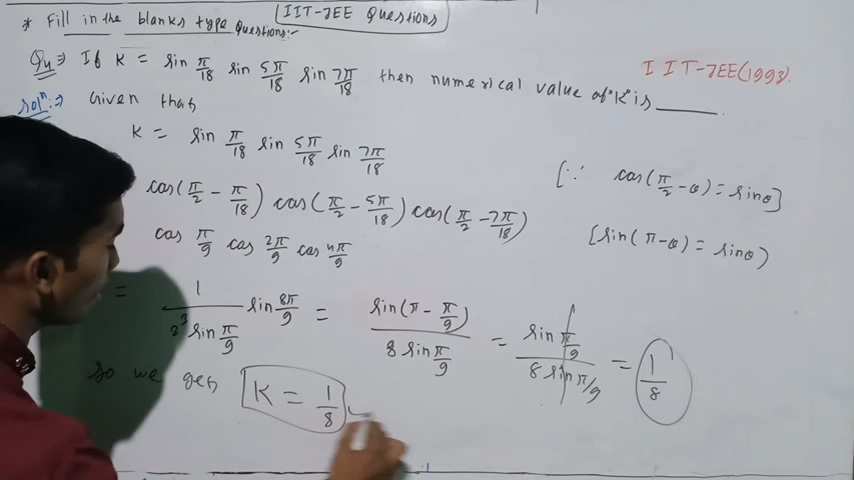 * Fill in the blanks type Questions:- IIT-JEE Questions
Qu ⇒ If K = sin π/18 sin 5π/18 sin 7π/18 then numerical value of "K" is ______. IIT-JEE(1993).
Solⁿ:⇒ Given that
K = sin π/18 sin 5π/18 sin 7π/18
cos(π/2 - π/18) cos(π/2 - 5π/18) cos(π/2 - 7π/18) [∵ cos(π/2 - θ) = sinθ]
cos π/9 cos 2π/9 cos 4π/9 [sin(π-θ) = sinθ)
= 1/(2³ sin π/9) sin 8π/9 = sin(π - π/9)/(8 sin π/9) = sin π/9 / (8 sin π/9) = 1/8
so we get K = 1/8